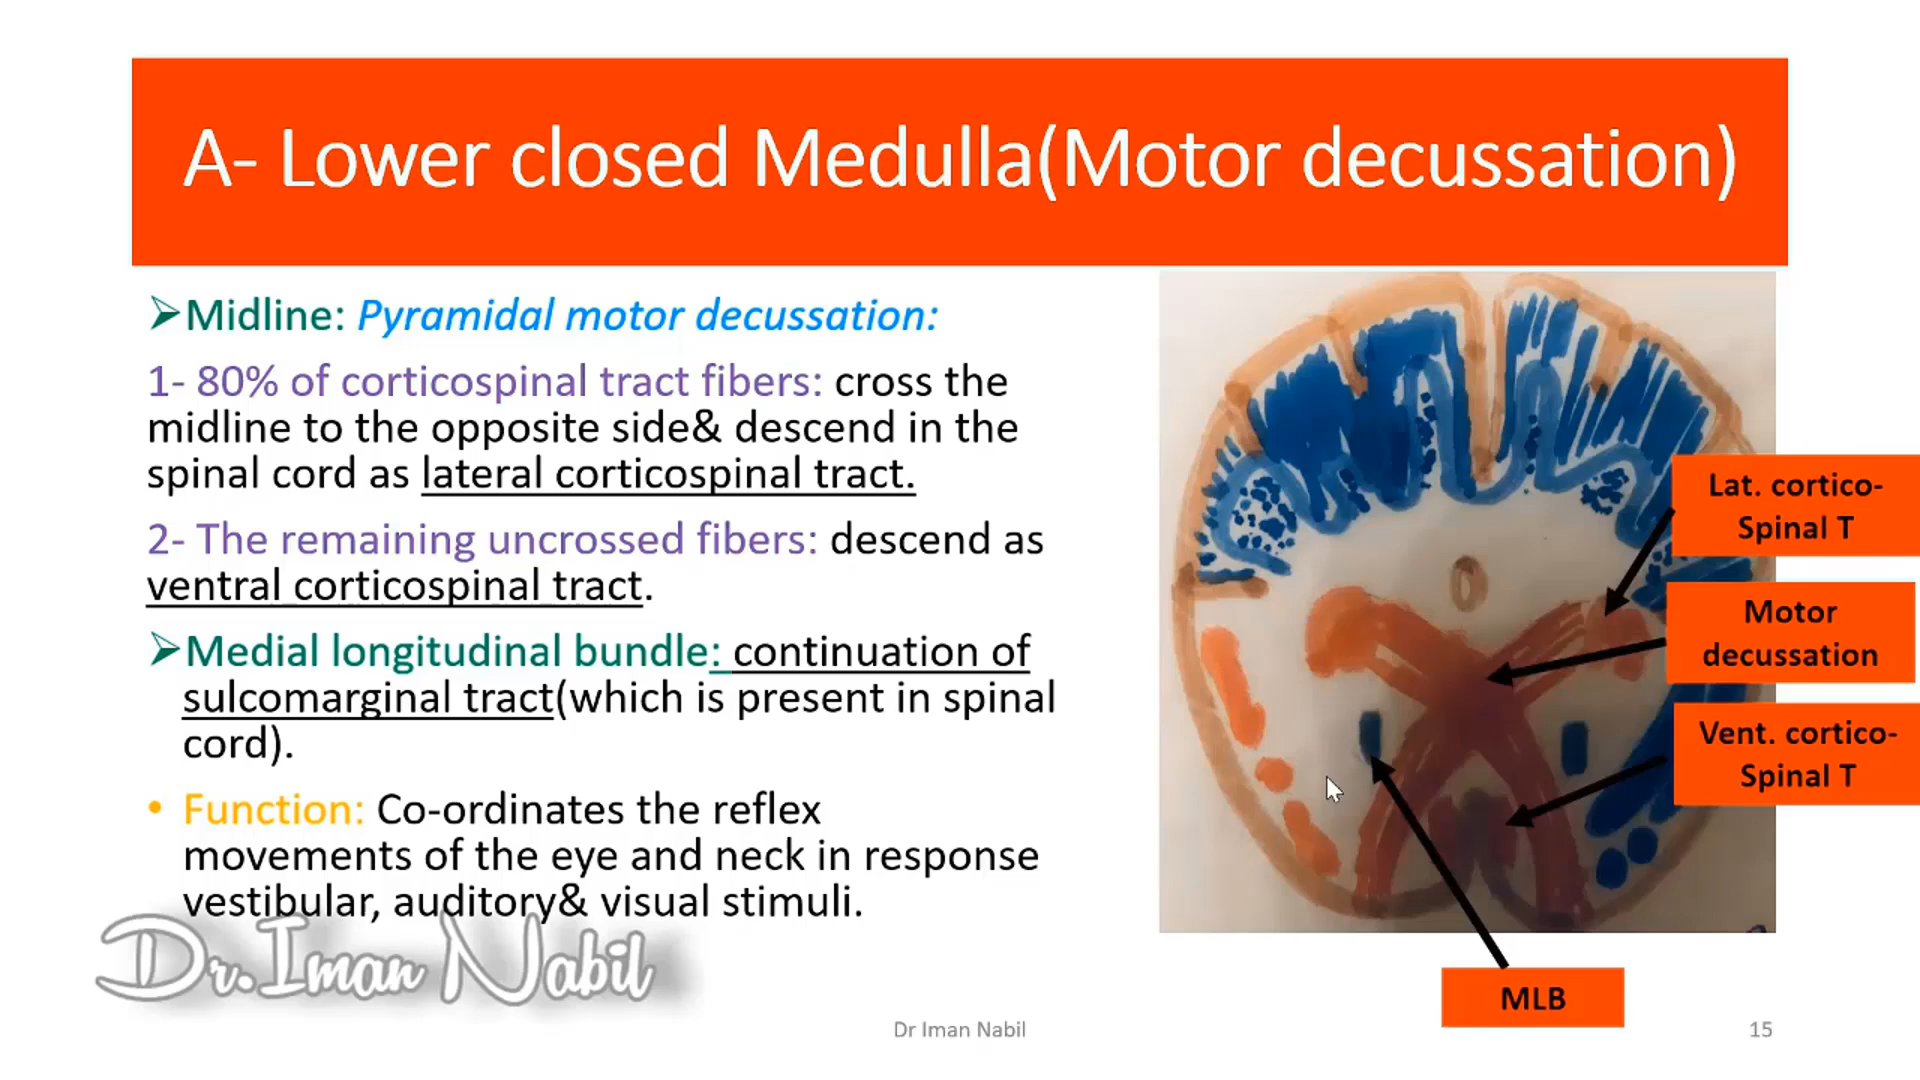 A- Lower closed Medulla(Motor decussation)
➢Midline: Pyramidal motor decussation:
1- 80% of corticospinal tract fibers: cross the
midline to the opposite side& descend in the
spinal cord as lateral corticospinal tract.
2- The remaining uncrossed fibers: descend as
ventral corticospinal tract.
➢Medial longitudinal bundle: continuation of
sulcomarginal tract(which is present in spinal
cord).
• Function: Co-ordinates the reflex
movements of the eye and neck in response
vestibular, auditory& visual stimuli.
Lat. cortico-
Spinal T
Motor
decussation
Vent. cortico-
Spinal T
MLB
Dr.Iman Nabil
Dr Iman Nabil
15